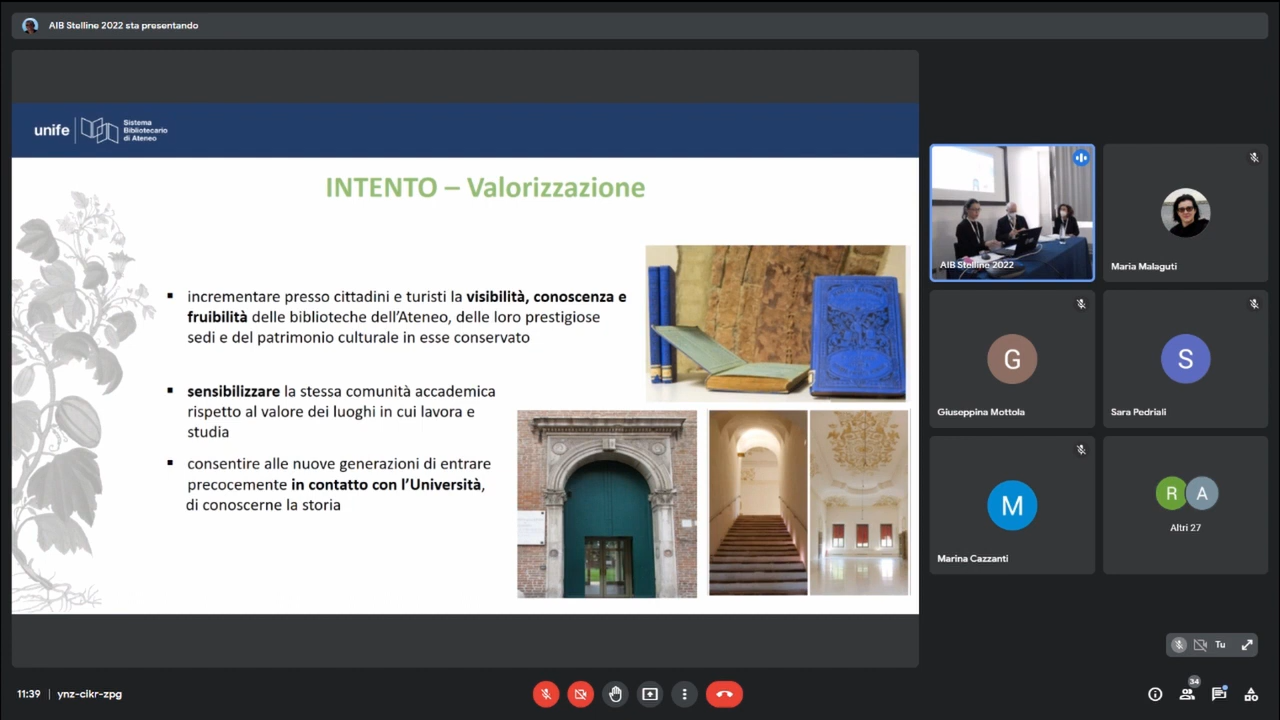 AIB Stelline 2022 sta presentando
unife
Sistema
Bibliotecario
di Ateneo
INTENTO – Valorizzazione
▪ incrementare presso cittadini e turisti la visibilità, conoscenza e
fruibilità delle biblioteche dell'Ateneo, delle loro prestigiose
sedi e del patrimonio culturale in esse conservato
▪ sensibilizzare la stessa comunità accademica
rispetto al valore dei luoghi in cui lavora e
studia
▪ consentire alle nuove generazioni di entrare
precocemente in contatto con l'Università,
di conoscerne la storia
AIB Stelline 2022
Maria Malaguti
G
Giuseppina Mottola
S
Sara Pedriali
M
Marina Cazzanti
R A
Altri 27
Tu
11:39 | ynz-cikr-zpg
34